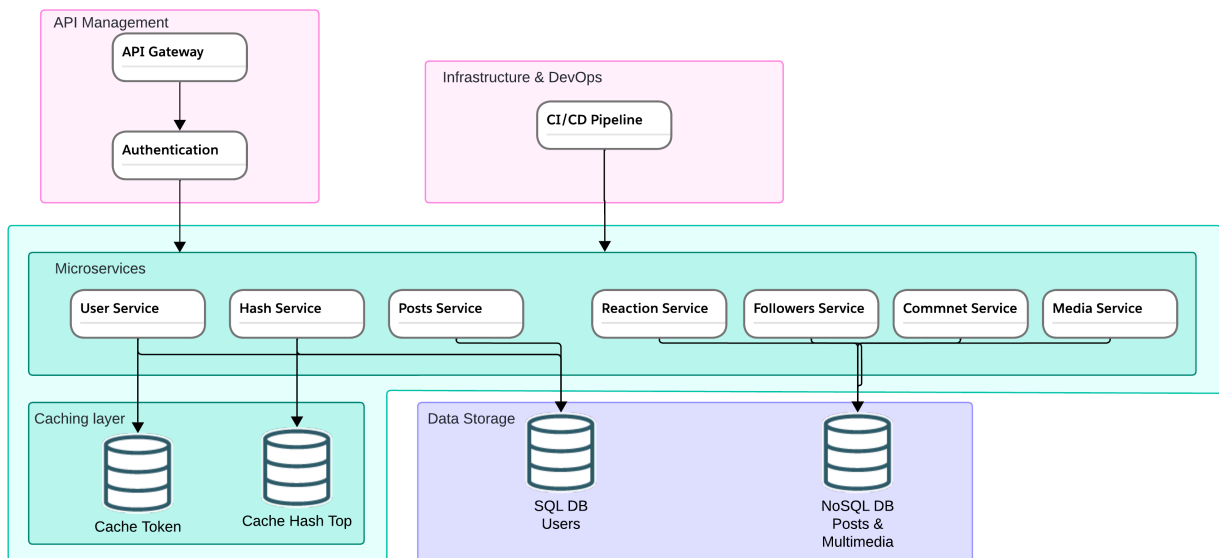 API Management
API Gateway
Authentication
Infrastructure & DevOps
CI/CD Pipeline
Microservices
User Service
Hash Service
Posts Service
Reaction Service
Followers Service
Commnet Service
Media Service
Caching layer
Cache Token
Cache Hash Top
Data Storage
SQL DB
Users
NoSQL DB
Posts &
Multimedia